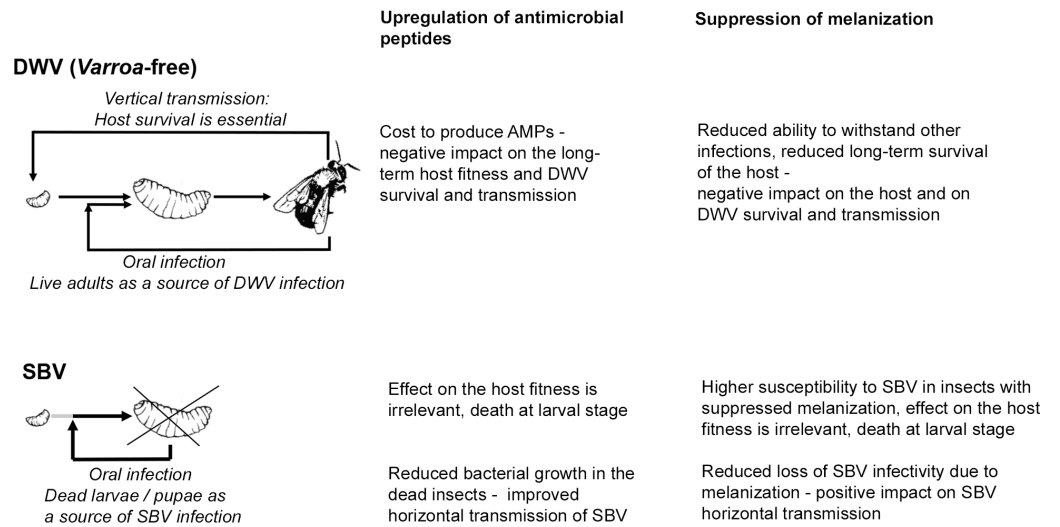 Upregulation of antimicrobial
peptides
Suppression of melanization
DWV (Varroa-free)
Vertical transmission:
Host survival is essential
Cost to produce AMPs -
negative impact on the long-
term host fitness and DWV
survival and transmission
Reduced ability to withstand other
infections, reduced long-term survival
of the host -
negative impact on the host and on
DWV survival and transmission
Oral infection
Live adults as a source of DWV infection
SBV
Effect on the host fitness is
irrelevant, death at larval stage
Higher susceptibility to SBV in insects with
suppressed melanization, effect on the host
fitness is irrelevant, death at larval stage
Oral infection
Dead larvae / pupae as
a source of SBV infection
Reduced bacterial growth in the
dead insects - improved
horizontal transmission of SBV
Reduced loss of SBV infectivity due to
melanization - positive impact on SBV
horizontal transmission